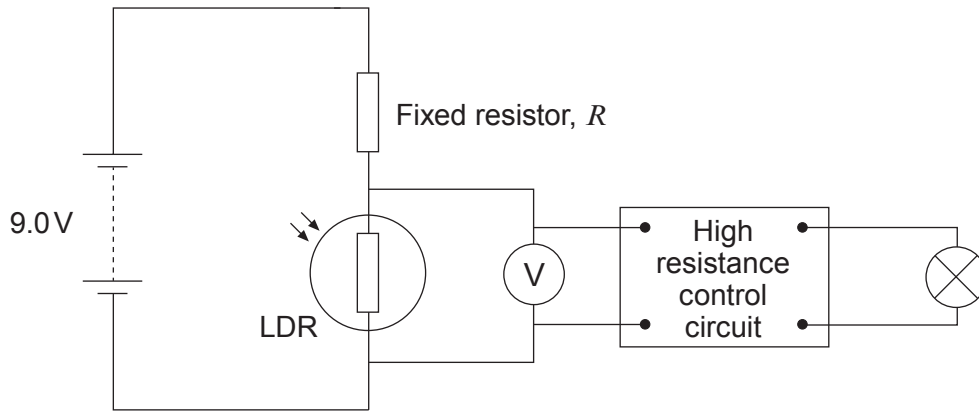 Fixed resistor, R
9.0 V
LDR
V
High
resistance
control
circuit